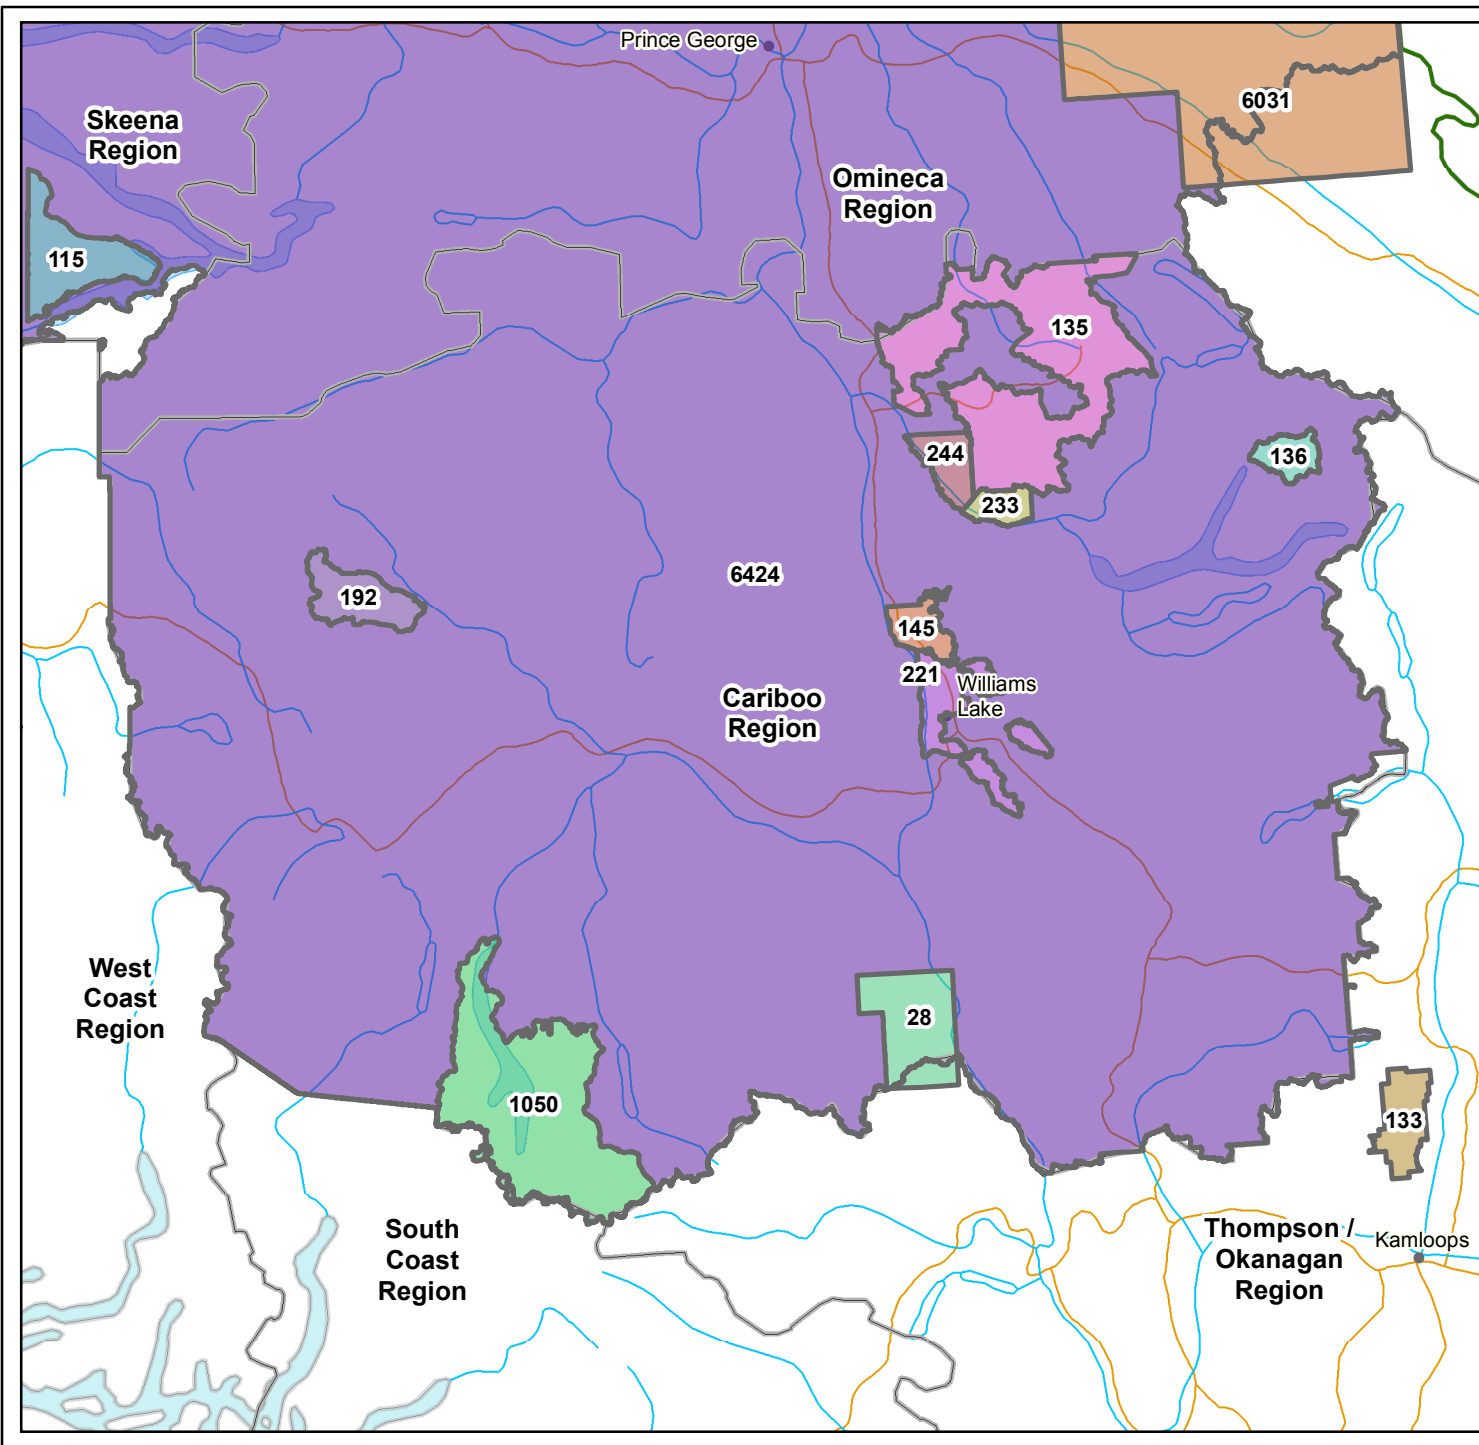 Prince George
6031
Skeena
Region
Omineca
Region
115
135
244
136
233
6424
192
145
221
Williams
Lake
Cariboo
Region
West
Coast
Region
28
1050
133
South
Coast
Region
Thompson /
Okanagan
Region
Kamloops